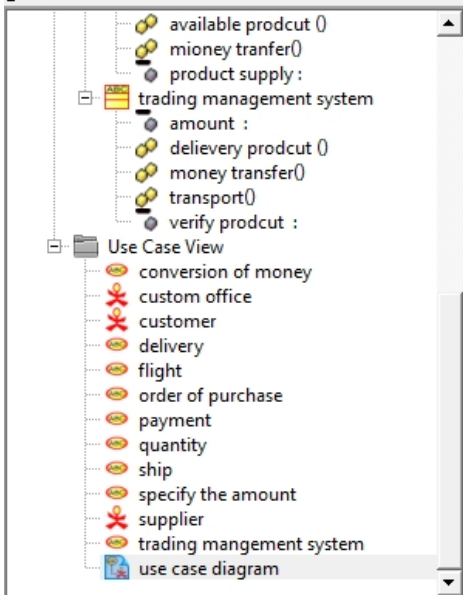 available prodcut ()
mioney tranfer()
product supply :
trading management system
amount :
delievery prodcut ()
money transfer()
transport()
verify prodcut :
Use Case View
conversion of money
custom office
customer
delivery
flight
order of purchase
payment
quantity
ship
specify the amount
supplier
trading mangement system
use case diagram